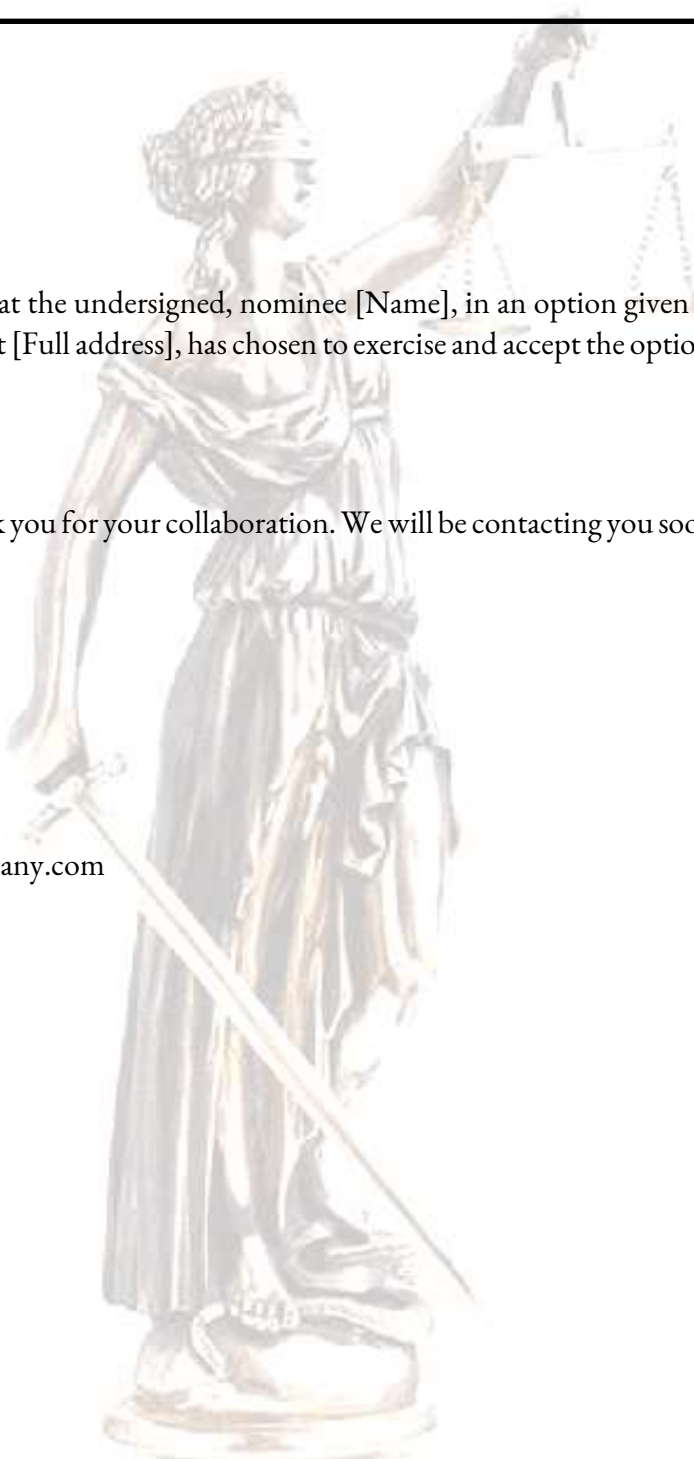 at the undersigned, nominee [Name], in an option given
t [Full address], has chosen to exercise and accept the optio
k you for your collaboration. We will be contacting you soo
any.com